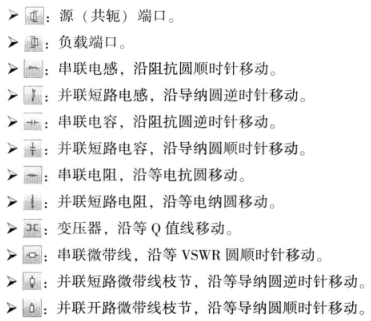 ➤ ：源（共轭）端口。
➤ ：负载端口。
➤ ：串联电感，沿阻抗圆顺时针移动。
➤ ：并联短路电感，沿导纳圆逆时针移动。
➤ ：串联电容，沿阻抗圆逆时针移动。
➤ ：并联短路电容，沿导纳圆顺时针移动。
➤ ：串联电阻，沿等电抗圆移动。
➤ ：并联短路电阻，沿等电纳圆移动。
➤ ：变压器，沿等 Q 值线移动。
➤ ：串联微带线，沿等 VSWR 圆顺时针移动。
➤ ：并联短路微带线枝节，沿等导纳圆逆时针移动。
➤ ：并联开路微带线枝节，沿等导纳圆顺时针移动。